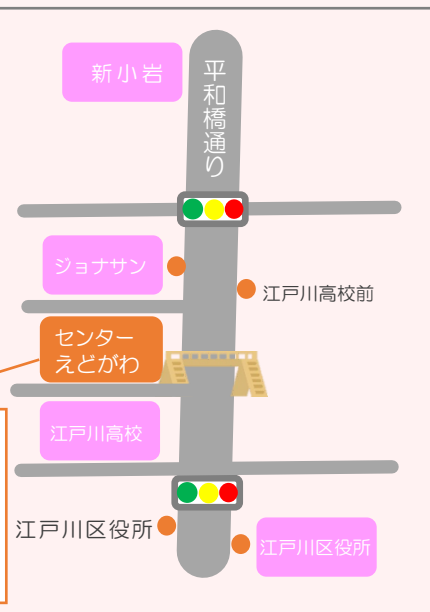 新小岩
平和橋通り
ジョナサン
江戸川高校前
センター
えどがわ
江戸川高校
江戸川区役所
江戸川区役所